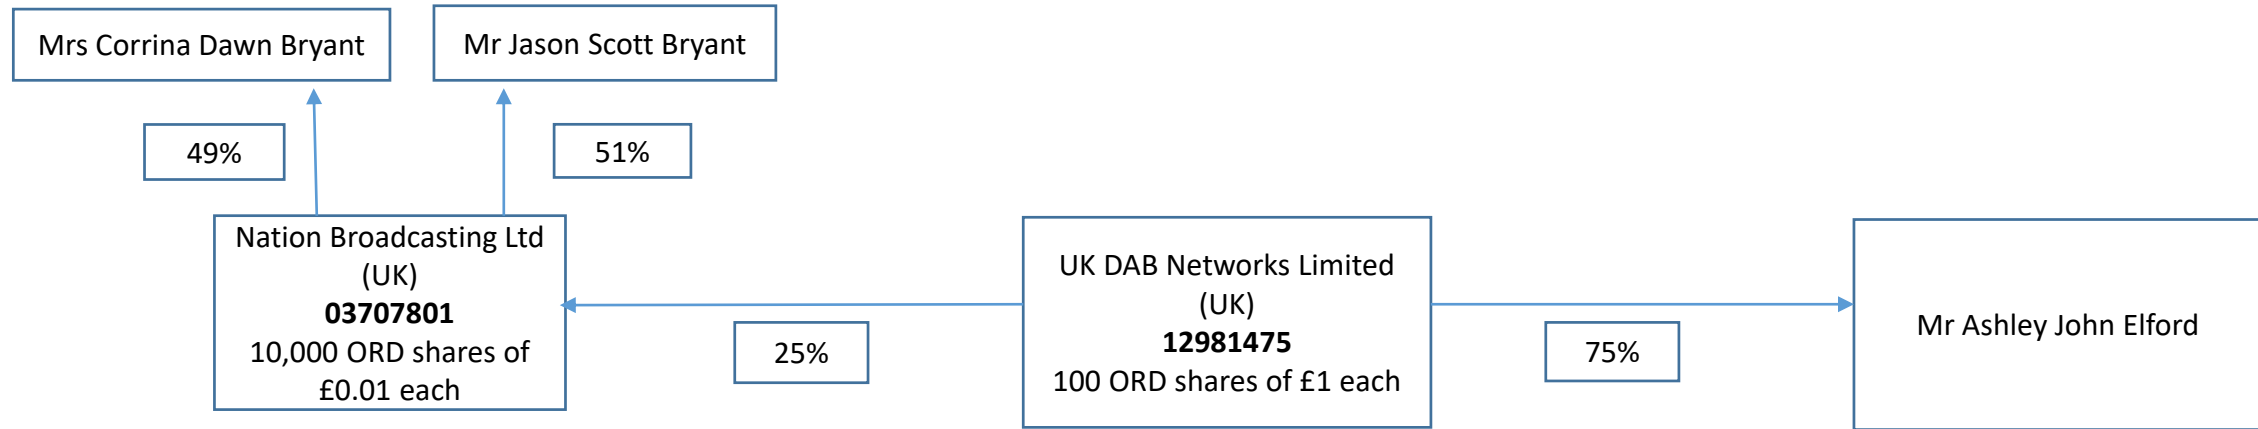 Mrs Corrina Dawn Bryant
Mr Jason Scott Bryant
49%
51%
Nation Broadcasting Ltd
(UK)
03707801
10,000 ORD shares of
£0.01 each
25%
UK DAB Networks Limited
(UK)
12981475
100 ORD shares of £1 each
75%
Mr Ashley John Elford